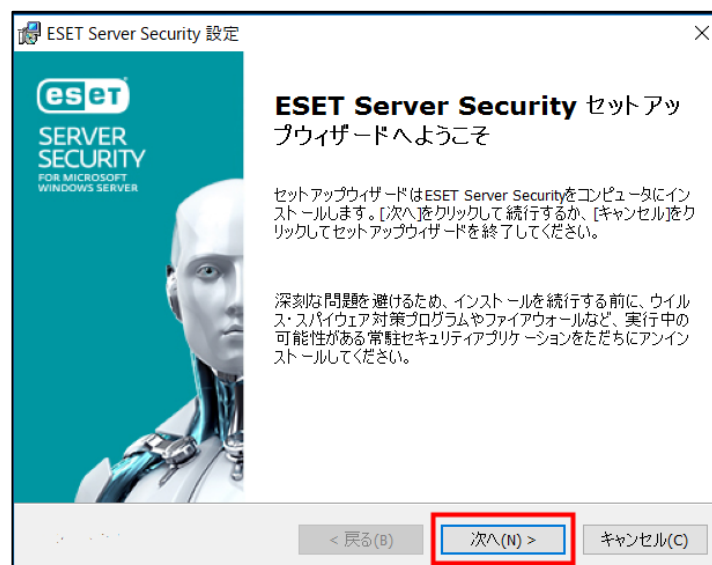 ESET Server Security 設定
eseT
SERVER
SECURITY
FOR MICROSOFT
WINDOWS SERVER
ESET Server Security セットアッ
プウィザードへようこそ
セットアップウィザードはESET Server Securityをコンピュータにイン
ストールします。[次へ]をクリックして続行するか、[キャンセル]をク
リックしてセットアップウィザードを終了してください。
深刻な問題を避けるため、インストールを続行する前に、ウイル
ス・スパイウェア対策プログラムやファイアウォールなど、実行中の
可能性がある常駐セキュリティアプリケーションをただちにアンイン
ストールしてください。
< 戻る(B)
次へ(N) >
キャンセル(C)